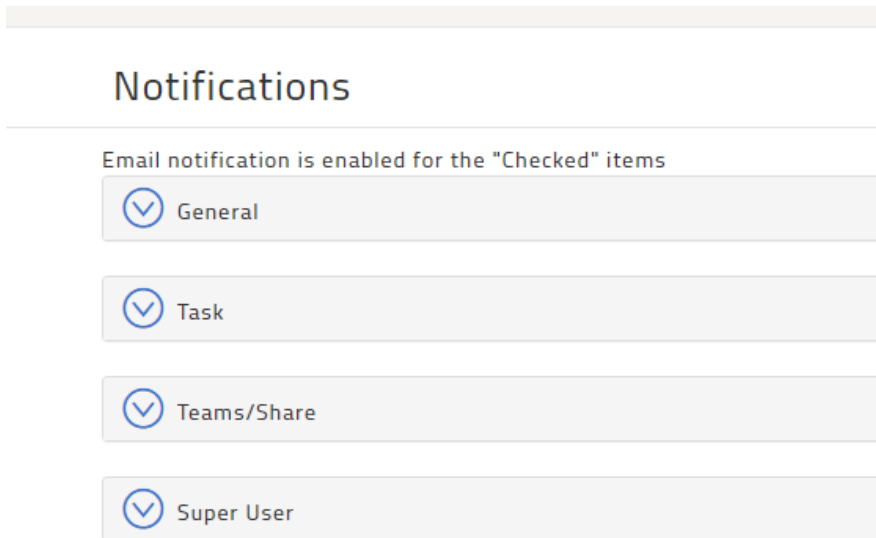 Notifications
Email notification is enabled for the "Checked" items
General
Task
Teams/Share
Super User